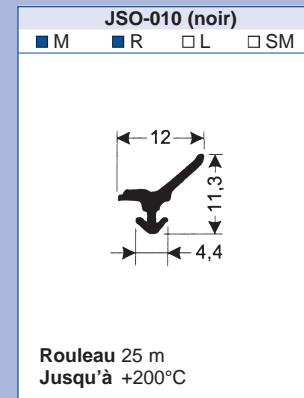 JSO-010 (noir)
M R L SM
12
11,3
4,4
Rouleau 25 m
Jusqu'à +200°C